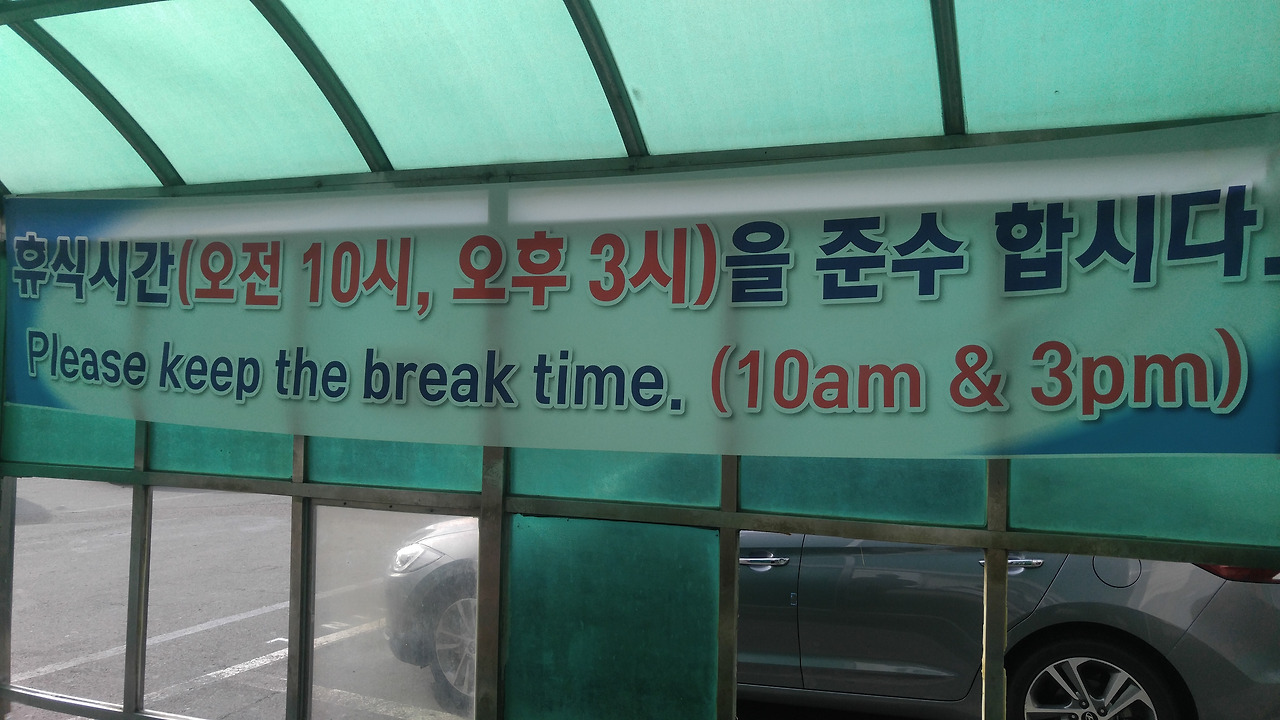 휴식시간(오전 10시, 오후 3시)을 준수 합시다.
Please keep the break time. (10am & 3pm)